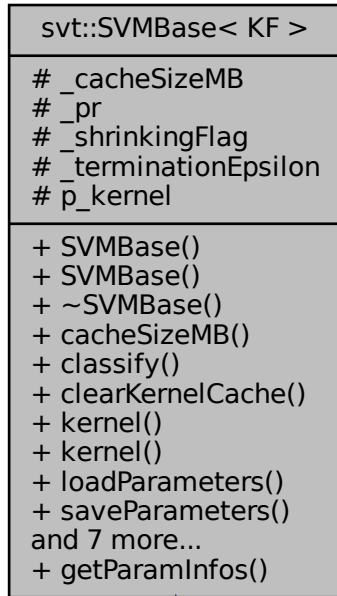 svt::SVMBase< KF >
# _cacheSizeMB
# _pr
# _shrinkingFlag
# _terminationEpsilon
# p_kernel
+ SVMBase()
+ SVMBase()
+ ~SVMBase()
+ cacheSizeMB()
+ classify()
+ clearKernelCache()
+ kernel()
+ kernel()
+ loadParameters()
+ saveParameters()
and 7 more...
+ getParamInfos()